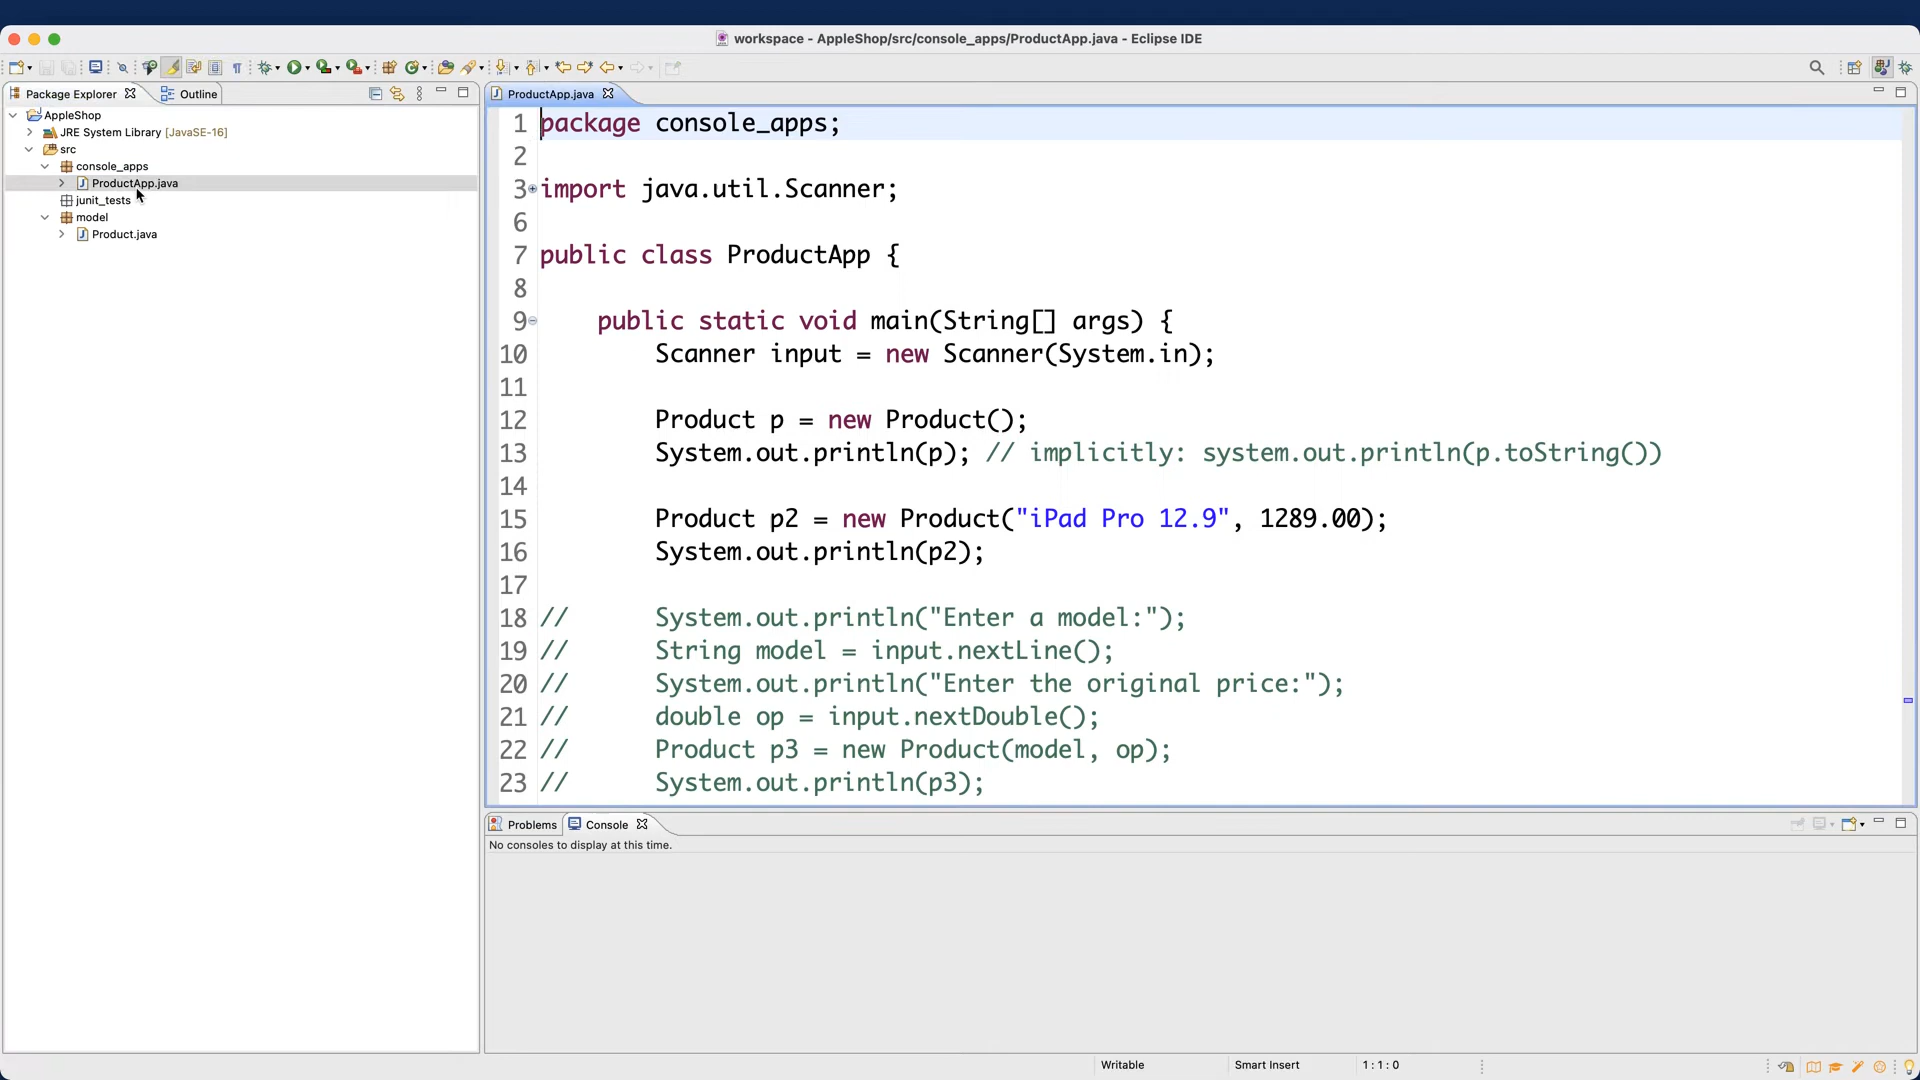 workspace - AppleShop/src/console_apps/ProductApp.java - Eclipse IDE
Package Explorer
Outline
AppleShop
JRE System Library [JavaSE-16]
src
console_apps
ProductApp.java
junit_tests
model
Product.java
ProductApp.java
1 package console_apps;
2
3 import java.util.Scanner;
6
7 public class ProductApp {
8
9 public static void main(String[] args) {
10 Scanner input = new Scanner(System.in);
11
12 Product p = new Product();
13 System.out.println(p); // implicitly: system.out.println(p.toString())
14
15 Product p2 = new Product("iPad Pro 12.9", 1289.00);
16 System.out.println(p2);
17
18 // System.out.println("Enter a model:");
19 // String model = input.nextLine();
20 // System.out.println("Enter the original price:");
21 // double op = input.nextDouble();
22 // Product p3 = new Product(model, op);
23 // System.out.println(p3);
Problems
Console
No consoles to display at this time.
Writable
Smart Insert
1 : 1 : 0